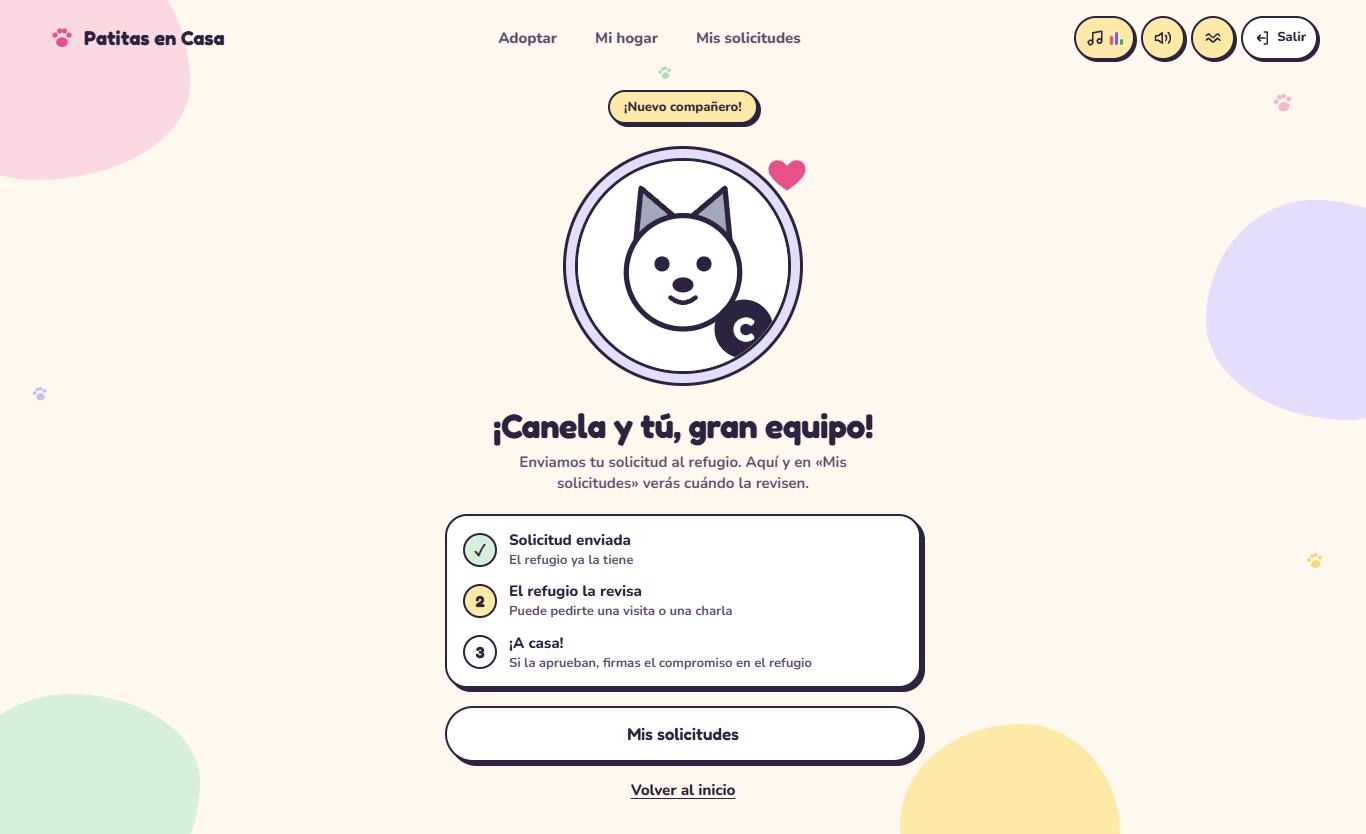 Patitas en Casa
Adoptar
Mi hogar
Mis solicitudes
Salir
¡Nuevo compañero!
C
¡Canela y tú, gran equipo!
Enviamos tu solicitud al refugio. Aquí y en «Mis
solicitudes» verás cuándo la revisen.
✓
Solicitud enviada
El refugio ya la tiene
2
El refugio la revisa
Puede pedirte una visita o una charla
3
¡A casa!
Si la aprueban, firmas el compromiso en el refugio
Mis solicitudes
Volver al inicio